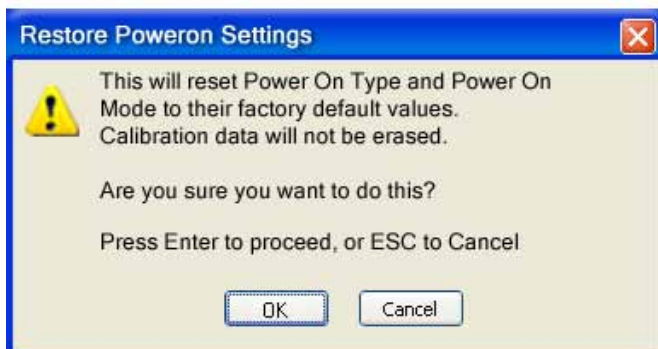 Restore Poweron Settings
This will reset Power On Type and Power On
Mode to their factory default values.
Calibration data will not be erased.
Are you sure you want to do this?
Press Enter to proceed, or ESC to Cancel
OK
Cancel